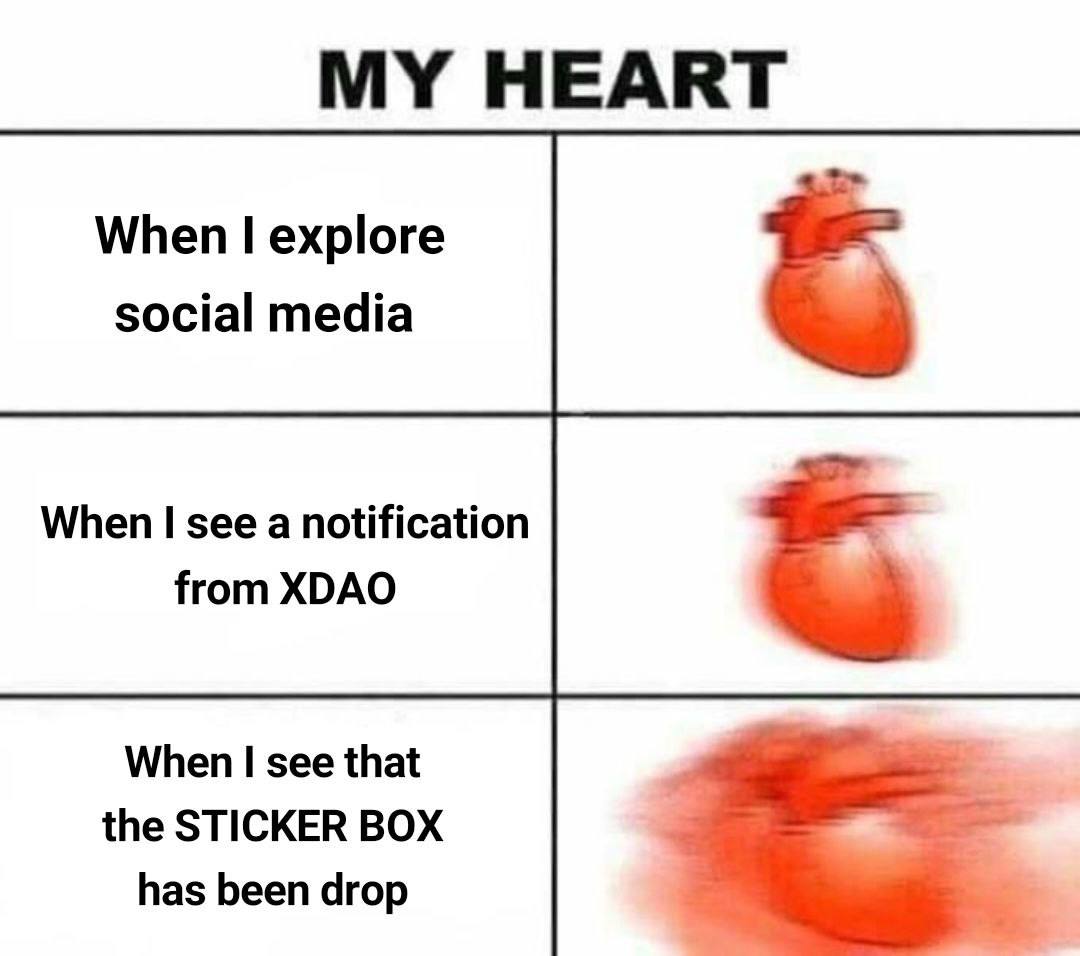 MY HEART
When I explore
social media
When I see a notification
from XDAO
When I see that
the STICKER BOX
has been drop